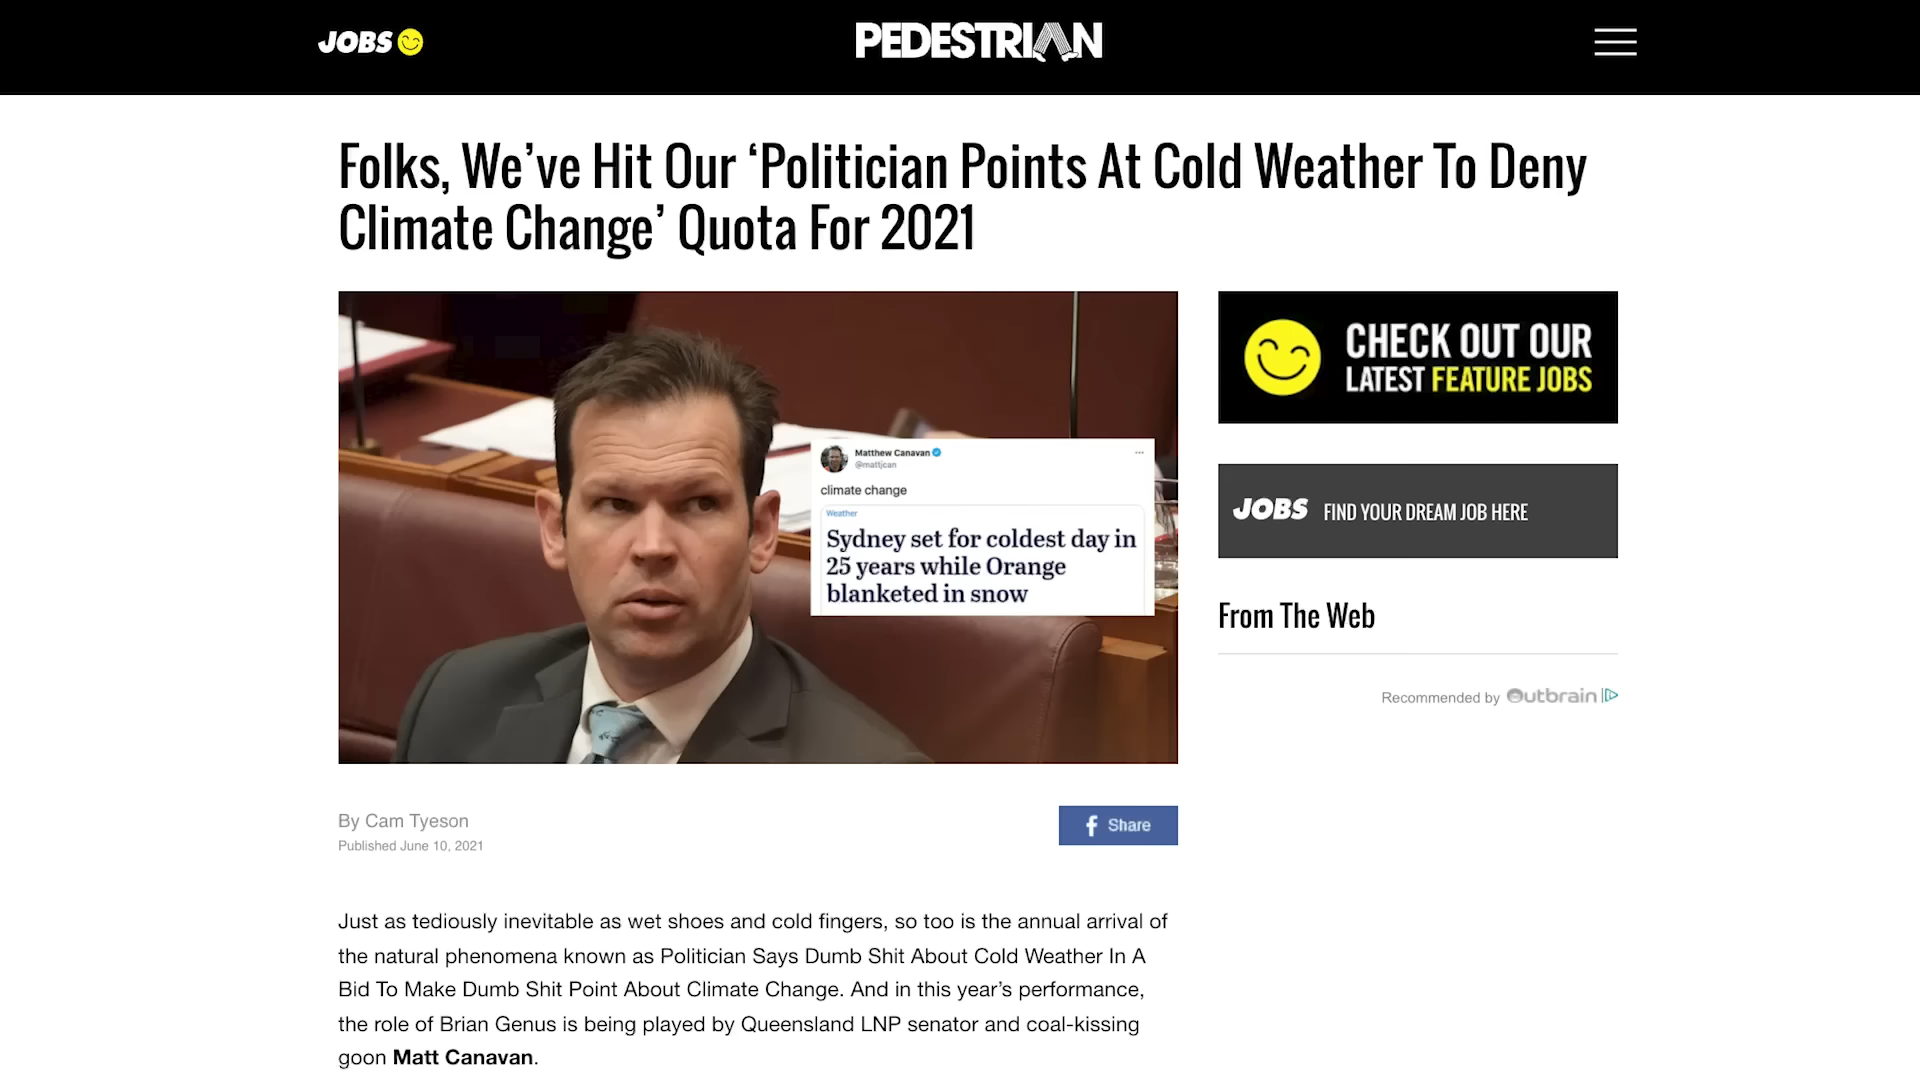 JOBS
PEDESTRIAN
Folks, We’ve Hit Our ‘Politician Points At Cold Weather To Deny
Climate Change’ Quota For 2021
Matthew Canavan
@mattjcan
climate change
Weather
Sydney set for coldest day in
25 years while Orange
blanketed in snow
CHECK OUT OUR
LATEST FEATURE JOBS
JOBS FIND YOUR DREAM JOB HERE
From The Web
Recommended by Outbrain
By Cam Tyeson
Published June 10, 2021
f Share
Just as tediously inevitable as wet shoes and cold fingers, so too is the annual arrival of
the natural phenomena known as Politician Says Dumb Shit About Cold Weather In A
Bid To Make Dumb Shit Point About Climate Change. And in this year’s performance,
the role of Brian Genus is being played by Queensland LNP senator and coal-kissing
goon Matt Canavan.